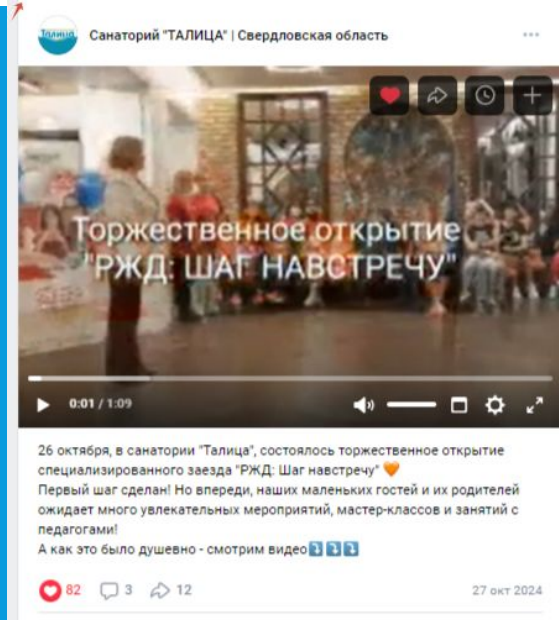 Талица
Санаторий "ТАЛИЦА" | Свердловская область
Торжественное открытие
"РЖД: ШАГ НАВСТРЕЧУ"
0:01 / 1:09
26 октября, в санатории "Талица", состоялось торжественное открытие
специализированного заезда "РЖД: Шаг навстречу" 🧡
Первый шаг сделан! Но впереди, наших маленьких гостей и их родителей
ожидает много увлекательных мероприятий, мастер-классов и занятий с
педагогами!
А как это было душевно - смотрим видео⤵️⤵️⤵️
82 3 12 27 окт 2024